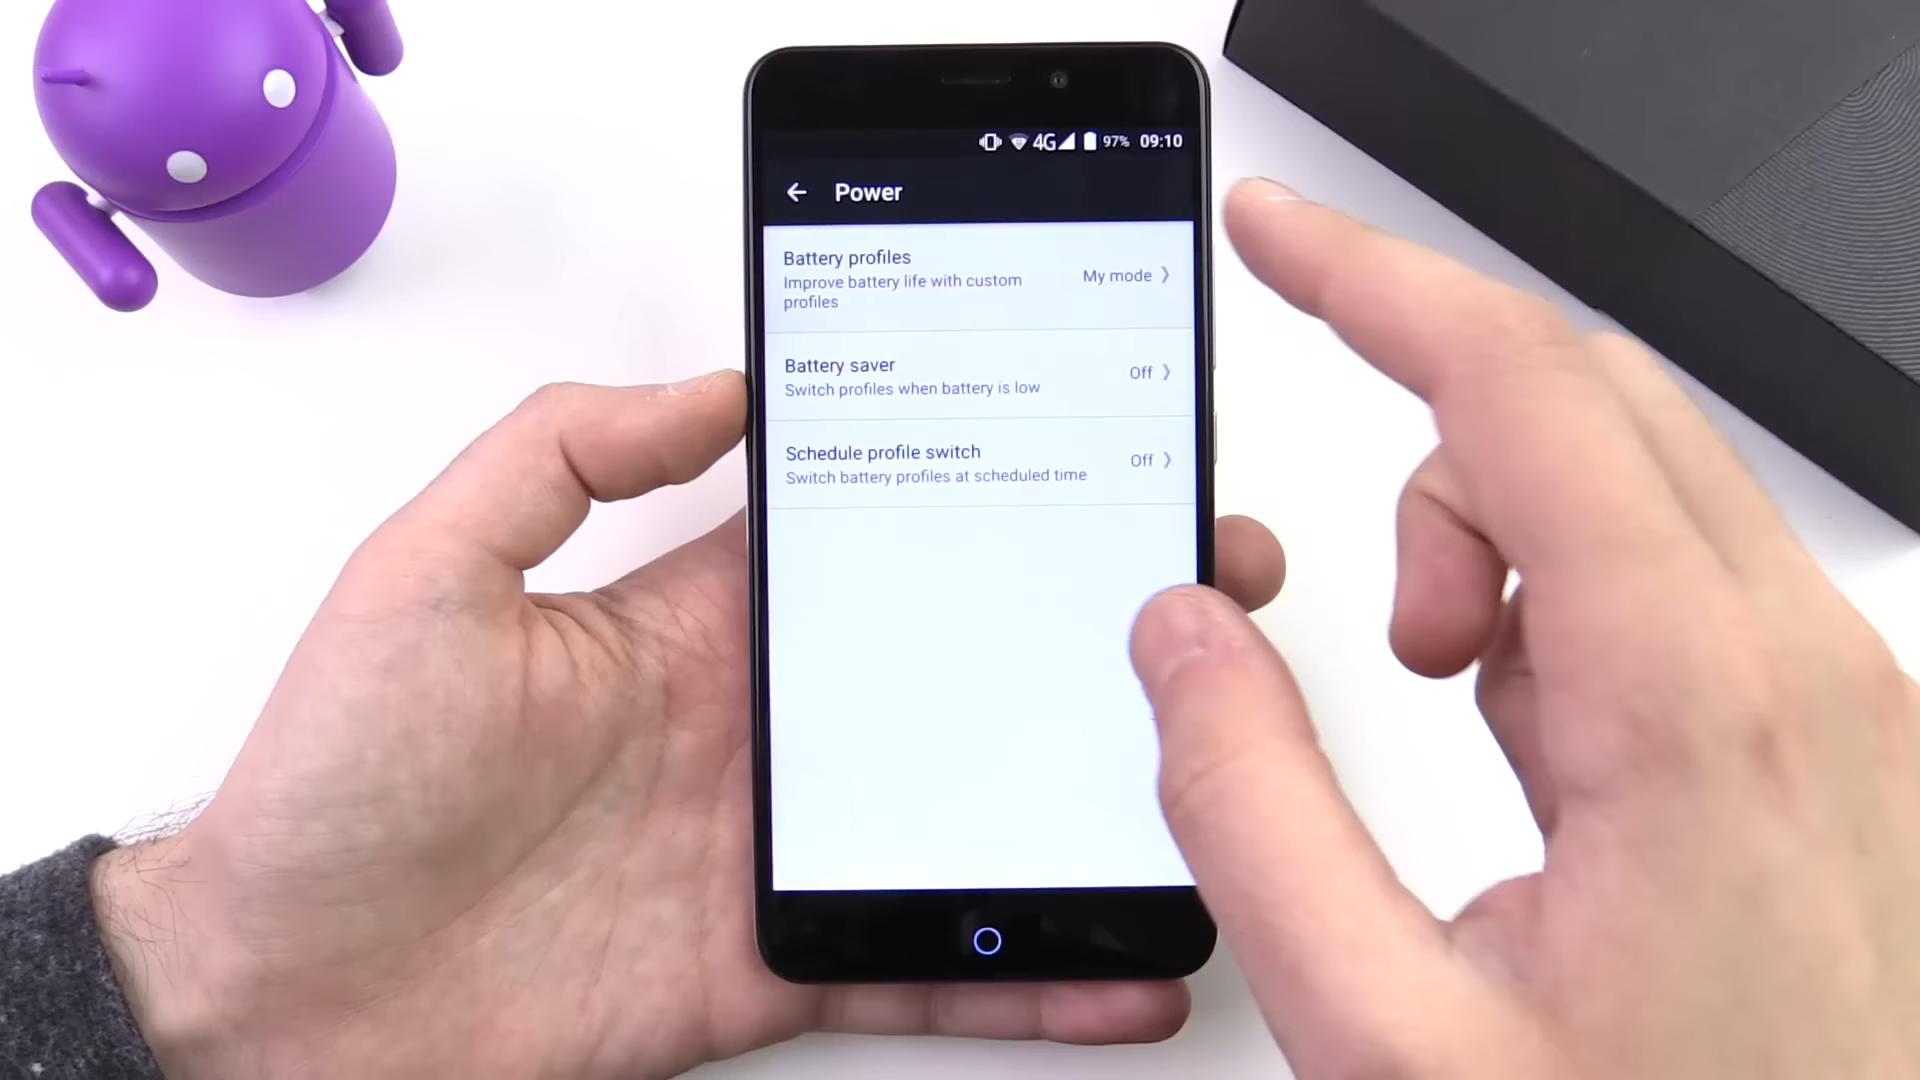 4G 97% 09:10
Power
Battery profiles
Improve battery life with custom
profiles
My mode
Battery saver
Switch profiles when battery is low
Off
Schedule profile switch
Switch battery profiles at scheduled time
Off